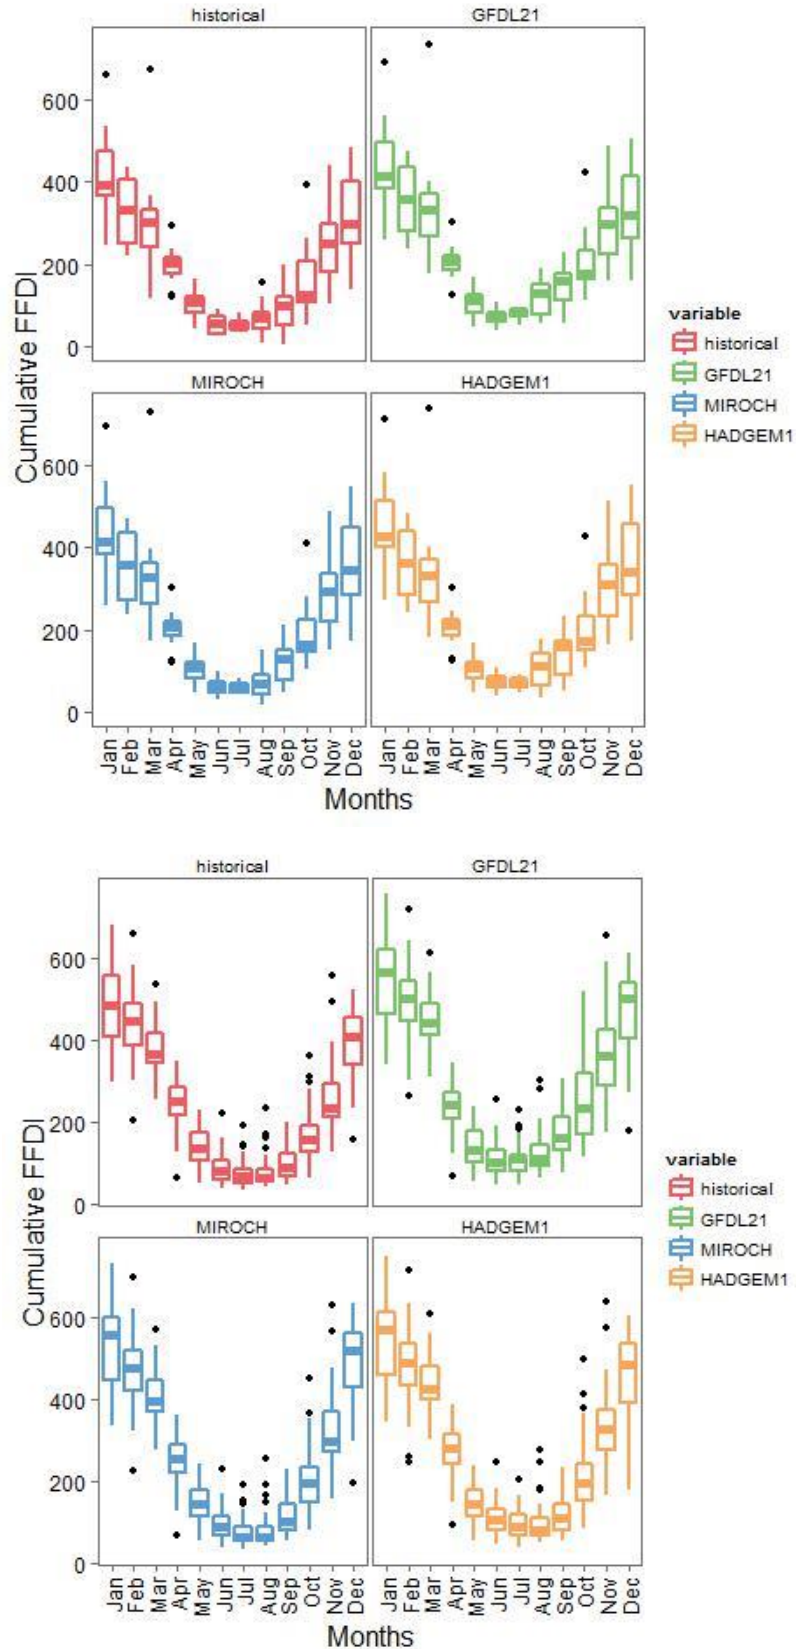 historical GFDL21
600
400
200
0
MIROCH HADGEM1
600
400
200
0
Cumulative FFDI
Jan Feb Mar Apr May Jun Jul Aug Sep Oct Nov Dec Jan Feb Mar Apr May Jun Jul Aug Sep Oct Nov Dec
Months
variable
historical
GFDL21
MIROCH
HADGEM1
historical GFDL21
600
400
200
0
MIROCH HADGEM1
600
400
200
0
Cumulative FFDI
Jan Feb Mar Apr May Jun Jul Aug Sep Oct Nov Dec Jan Feb Mar Apr May Jun Jul Aug Sep Oct Nov Dec
Months
variable
historical
GFDL21
MIROCH
HADGEM1